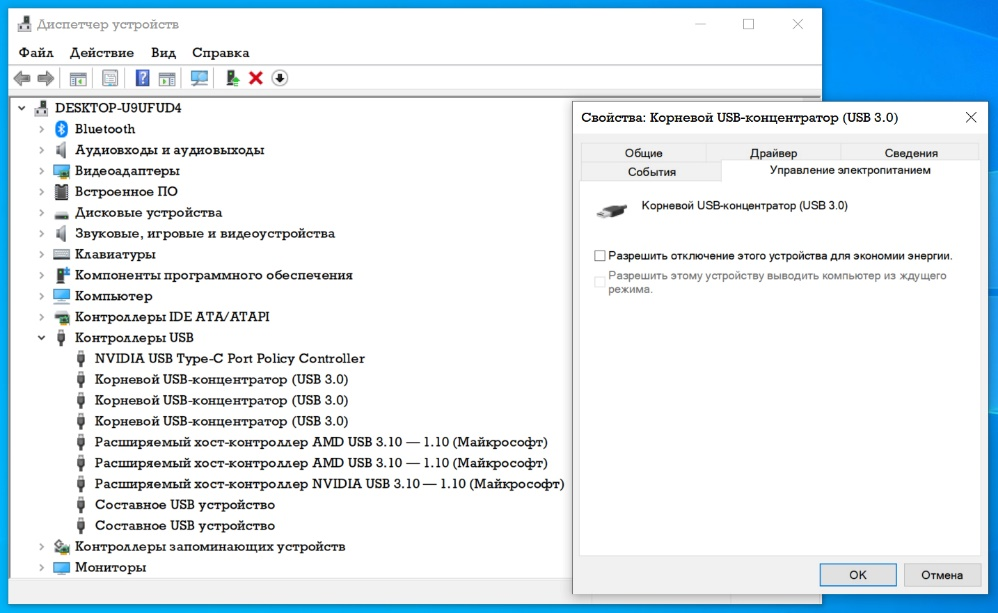 Диспетчер устройств
Файл Действие Вид Справка
DESKTOP-U9UFUD4
Bluetooth
Аудиовходы и аудиовыходы
Видеоадаптеры
Встроенное ПО
Дисковые устройства
Звуковые, игровые и видеоустройства
Клавиатуры
Компоненты программного обеспечения
Компьютер
Контроллеры IDE ATA/ATAPI
Контроллеры USB
NVIDIA USB Type-C Port Policy Controller
Корневой USB-концентратор (USB 3.0)
Корневой USB-концентратор (USB 3.0)
Корневой USB-концентратор (USB 3.0)
Расширяемый хост-контроллер AMD USB 3.10 — 1.10 (Майкрософт)
Расширяемый хост-контроллер AMD USB 3.10 — 1.10 (Майкрософт)
Расширяемый хост-контроллер NVIDIA USB 3.10 — 1.10 (Майкрософт)
Составное USB устройство
Составное USB устройство
Контроллеры запоминающих устройств
Мониторы
Свойства: Корневой USB-концентратор (USB 3.0)
Общие Драйвер Сведения
События Управление электропитанием
Корневой USB-концентратор (USB 3.0)
Разрешить отключение этого устройства для экономии энергии.
Разрешить этому устройству выводить компьютер из ждущего
режима.
OK Отмена